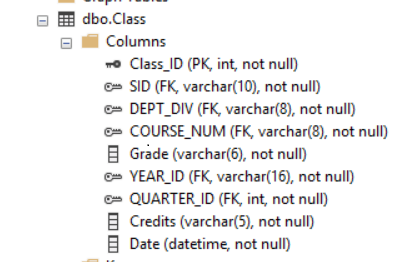 dbo.Class
Columns
Class_ID (PK, int, not null)
SID (FK, varchar(10), not null)
DEPT_DIV (FK, varchar(8), not null)
COURSE_NUM (FK, varchar(8), not null)
Grade (varchar(6), not null)
YEAR_ID (FK, varchar(16), not null)
QUARTER_ID (FK, int, not null)
Credits (varchar(5), not null)
Date (datetime, not null)